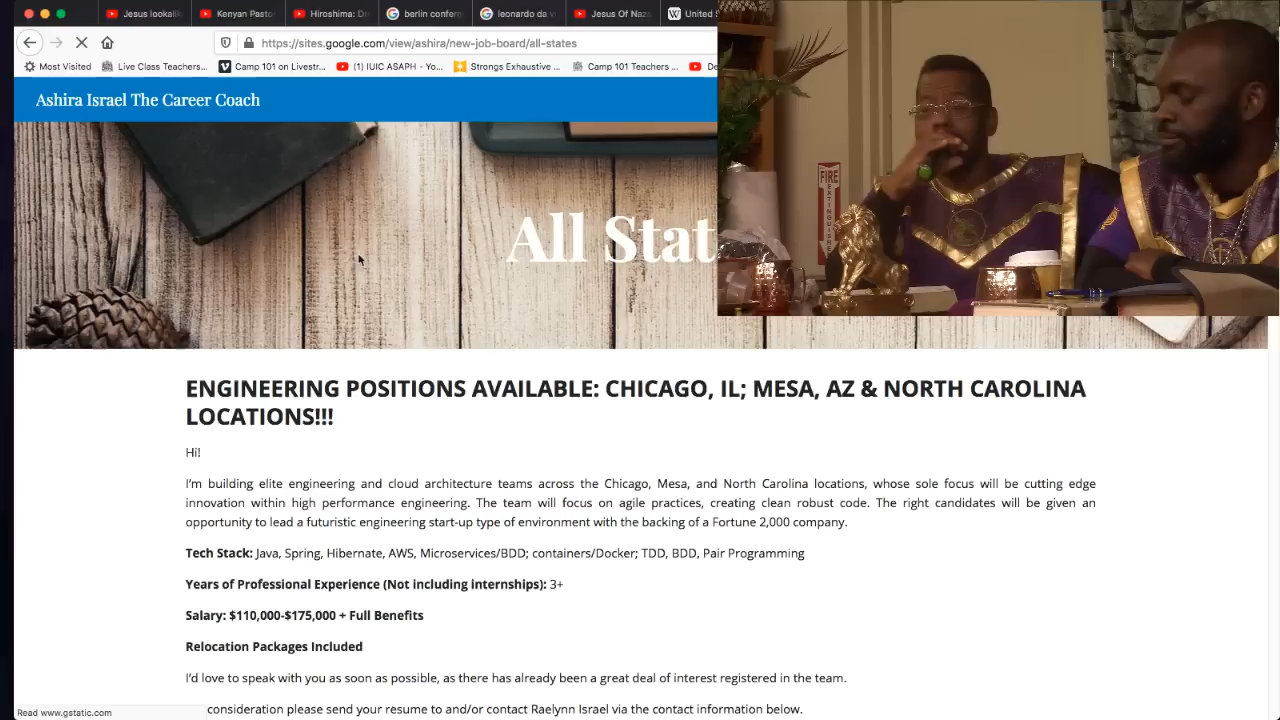 Jesus lookalik
Kenyan Pasto
Hiroshima: Dr
berlin confere
leonardo da v
Jesus Of Naza
United S
https://sites.google.com/view/ashira/new-job-board/all-states
Most Visited
Live Class Teachers...
Camp 101 on Livestr...
(1) IUIC ASAPI - Yo...
Strongs Exhaustive ...
Camp 101 Teachers ...
De
Ashira Israel The Career Coach
All Stat
FIRE
EXTINGUISHER
ENGINEERING POSITIONS AVAILABLE: CHICAGO, IL; MESA, AZ & NORTH CAROLINA
LOCATIONS!!!
Hi!
I'm building elite engineering and cloud architecture teams across the Chicago, Mesa, and North Carolina locations, whose sole focus will be cutting edge
innovation within high performance engineering. The team will focus on agile practices, creating clean robust code. The right candidates will be given an
opportunity to lead a futuristic engineering start-up type of environment with the backing of a Fortune 2,000 company.
Tech Stack: Java, Spring, Hibernate, AWS, Microservices/BDD; containers/Docker; TDD, BDD, Pair Programming
Years of Professional Experience (Not including internships): 3+
Salary: $110,000-$175,000 + Full Benefits
Relocation Packages Included
I'd love to speak with you as soon as possible, as there has already been a great deal of interest registered in the team.
consideration please send your resume to and/or contact Raelynn Israel via the contact information below.
Read www.gstatic.com